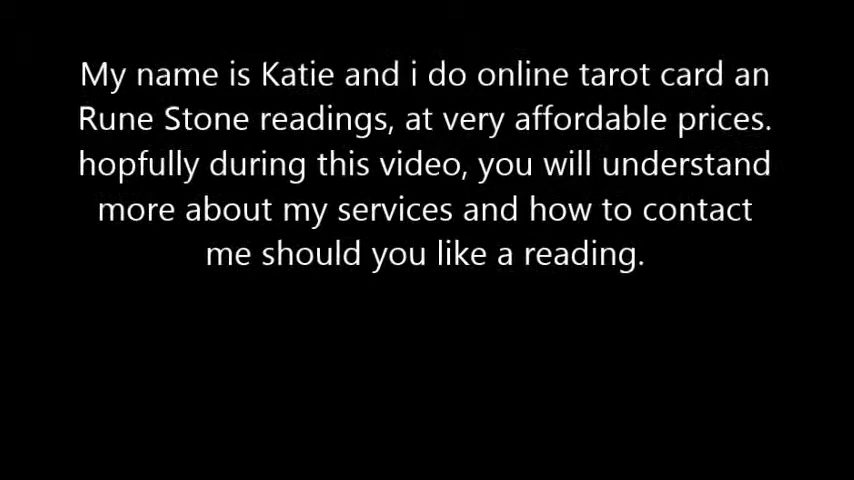 My name is Katie and i do online tarot card an
Rune Stone readings, at very affordable prices.
hopfully during this video, you will understand
more about my services and how to contact
me should you like a reading.